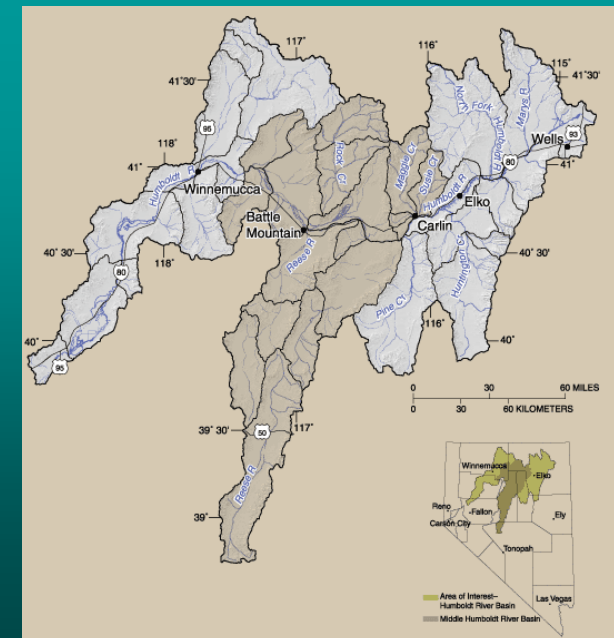 117°
116°
115°
41° 30'
41° 30'
95
118°
41°
Humboldt R
Winnemucca
Rock Cr
Maggie Cr
Susie Cr
North Fork
Humboldt R
Marys R
93
Wells
80
41°
Humboldt R
Elko
Battle
Mountain
Carlin
Reese R
40° 30'
80
118°
40° 30'
Huntington Cr
Pine Cr
116°
40°
40°
95
0 30 60 MILES
0 30 60 KILOMETERS
39° 30'
50
117°
Reese R
39°
Winnemucca
Elko
Reno
Fallon
Carson City
Ely
Tonopah
Las Vegas
Area of Interest–
Humboldt River Basin
Middle Humboldt River Basin